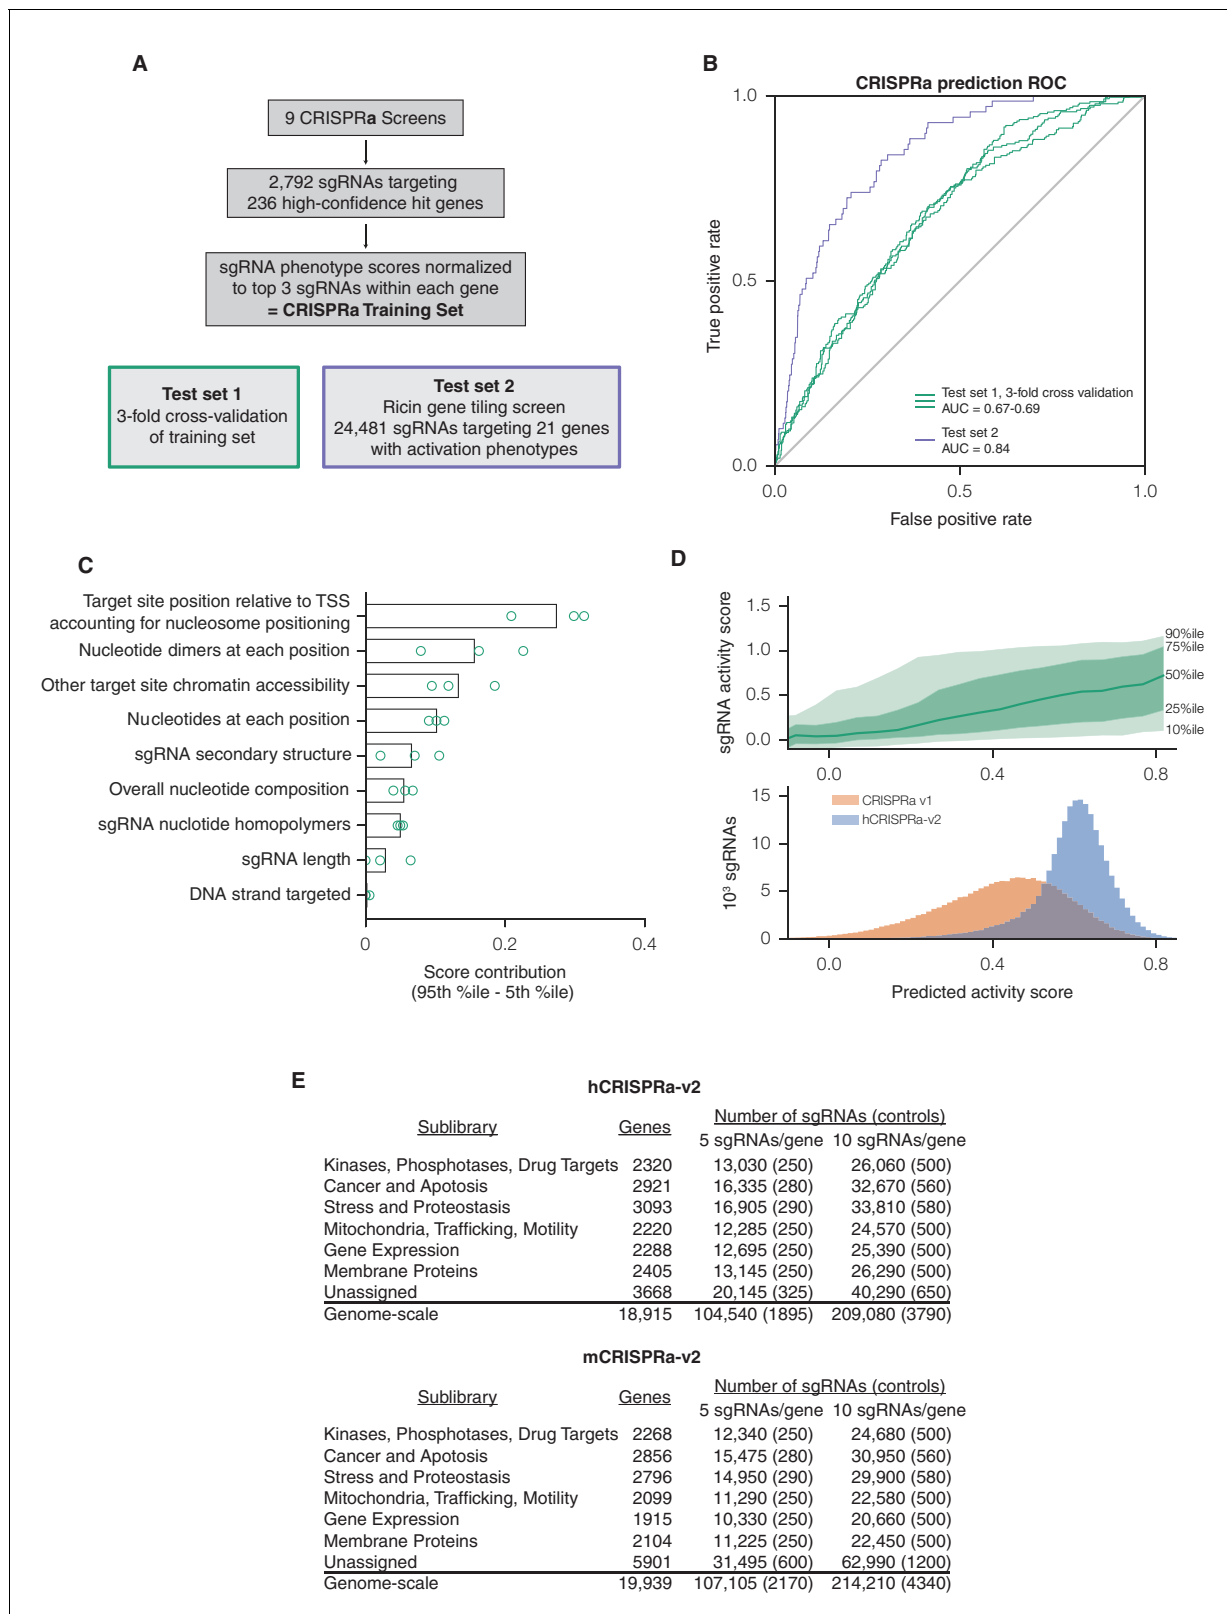 A
9 CRISPRa Screens
2,792 sgRNAs targeting
236 high-confidence hit genes
sgRNA phenotype scores normalized
to top 3 sgRNAs within each gene
= CRISPRa Training Set
Test set 1
3-fold cross-validation
of training set
Test set 2
Ricin gene tiling screen
24,481 sgRNAs targeting 21 genes
with activation phenotypes
B
CRISPRa prediction ROC
1.0
0.5
0.0
True positive rate
Test set 1, 3-fold cross validation
AUC = 0.67-0.69
Test set 2
AUC = 0.84
0.0 0.5 1.0
False positive rate
C
Target site position relative to TSS
accounting for nucleosome positioning
Nucleotide dimers at each position
Other target site chromatin accessibility
Nucleotides at each position
sgRNA secondary structure
Overall nucleotide composition
sgRNA nuclotide homopolymers
sgRNA length
DNA strand targeted
0 0.2 0.4
Score contribution
(95th %ile - 5th %ile)
D
sgRNA activity score
1.5
1.0
0.5
0.0
90%ile
75%ile
50%ile
25%ile
10%ile
0.0 0.4 0.8
10³ sgRNAs
15
10
5
0
CRISPRa v1
hCRISPRa-v2
0.0 0.4 0.8
Predicted activity score
E
hCRISPRa-v2
Number of sgRNAs (controls)
Sublibrary Genes 5 sgRNAs/gene 10 sgRNAs/gene
Kinases, Phosphotases, Drug Targets 2320 13,030 (250) 26,060 (500)
Cancer and Apotosis 2921 16,335 (280) 32,670 (560)
Stress and Proteostasis 3093 16,905 (290) 33,810 (580)
Mitochondria, Trafficking, Motility 2220 12,285 (250) 24,570 (500)
Gene Expression 2288 12,695 (250) 25,390 (500)
Membrane Proteins 2405 13,145 (250) 26,290 (500)
Unassigned 3668 20,145 (325) 40,290 (650)
Genome-scale 18,915 104,540 (1895) 209,080 (3790)
mCRISPRa-v2
Number of sgRNAs (controls)
Sublibrary Genes 5 sgRNAs/gene 10 sgRNAs/gene
Kinases, Phosphotases, Drug Targets 2268 12,340 (250) 24,680 (500)
Cancer and Apotosis 2856 15,475 (280) 30,950 (560)
Stress and Proteostasis 2796 14,950 (290) 29,900 (580)
Mitochondria, Trafficking, Motility 2099 11,290 (250) 22,580 (500)
Gene Expression 1915 10,330 (250) 20,660 (500)
Membrane Proteins 2104 11,225 (250) 22,450 (500)
Unassigned 5901 31,495 (600) 62,990 (1200)
Genome-scale 19,939 107,105 (2170) 214,210 (4340)